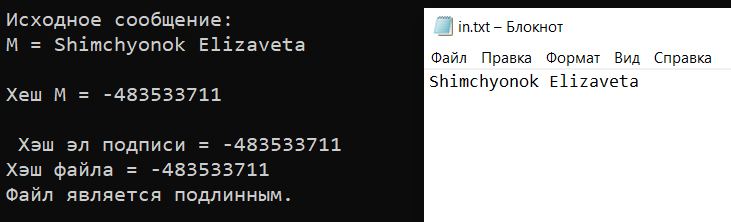 Исходное сообщение:
M = Shimchyonok Elizaveta
Хеш M = -483533711
Хэш эл подписи = -483533711
Хэш файла = -483533711
Файл является подлинным.
in.txt – Блокнот
Файл Правка Формат Вид Справка
Shimchyonok Elizaveta